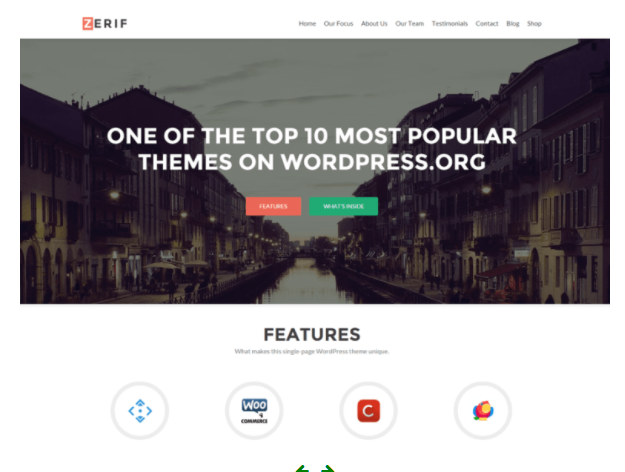 ZERIF
Home Our Focus About Us Our Team Testimonials Contact Blog Shop
ONE OF THE TOP 10 MOST POPULAR
THEMES ON WORDPRESS.ORG
FEATURES WHAT'S INSIDE
FEATURES
What makes this single-page WordPress theme unique.
WOO
COMMERCE
C